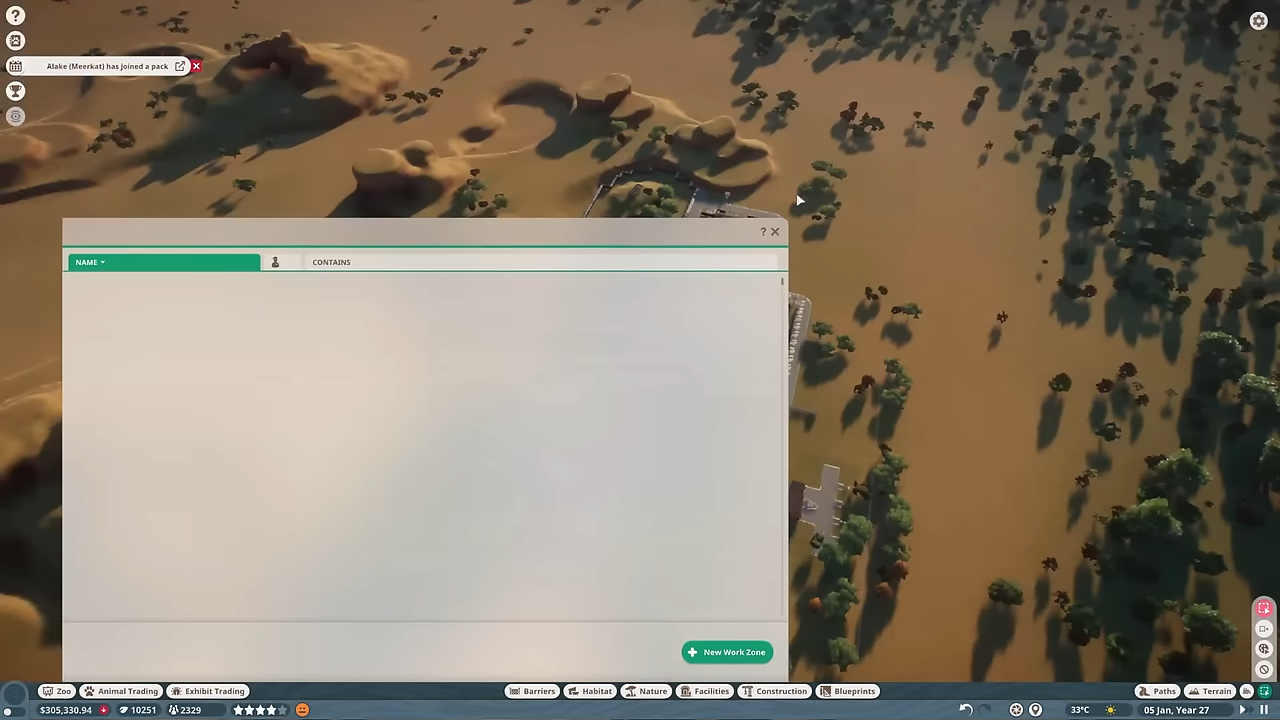 ?
Alake (Meerkat) has joined a pack
?
NAME
CONTAINS
New Work Zone
Zoo
Animal Trading
Exhibit Trading
Barriers
Habitat
Nature
Facilities
Construction
Blueprints
Paths
Terrain
$305,330.94
10251
2329
33°C
05 Jan, Year 27